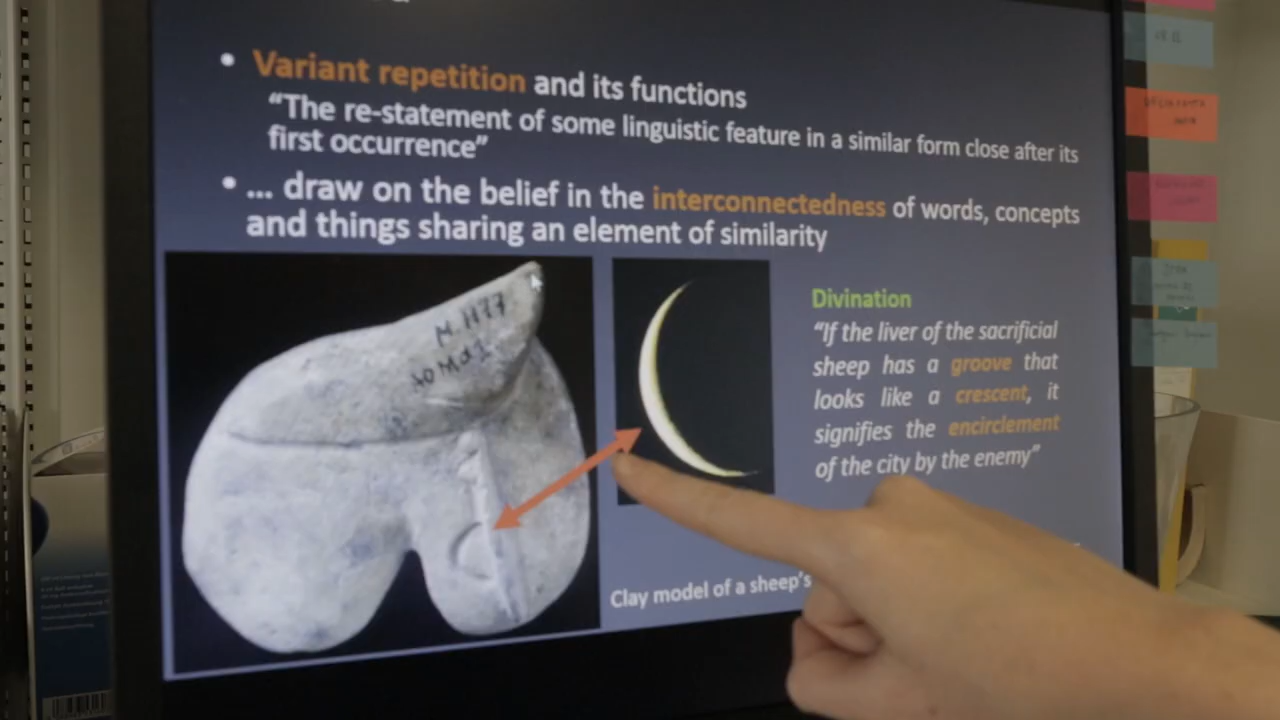 Variant repetition and its functions
“The re-statement of some linguistic feature in a similar form close after its
first occurrence”
... draw on the belief in the interconnectedness of words, concepts
and things sharing an element of similarity
M. 1177
Divination
“If the liver of the sacrificial
sheep has a groove that
looks like a crescent, it
signifies the encirclement
of the city by the enemy”
Clay model of a sheep’s